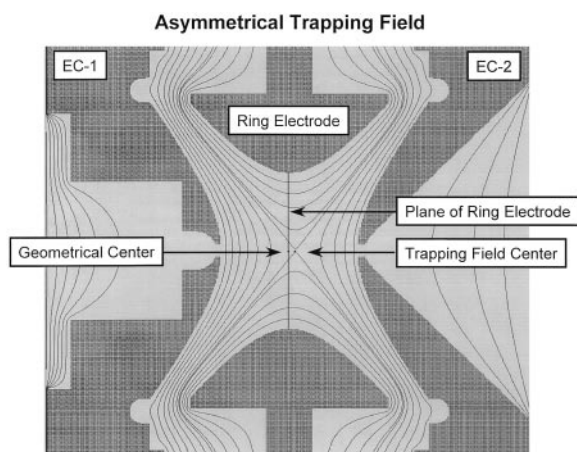 Asymmetrical Trapping Field
EC-1
EC-2
Ring Electrode
Plane of Ring Electrode
Geometrical Center
Trapping Field Center